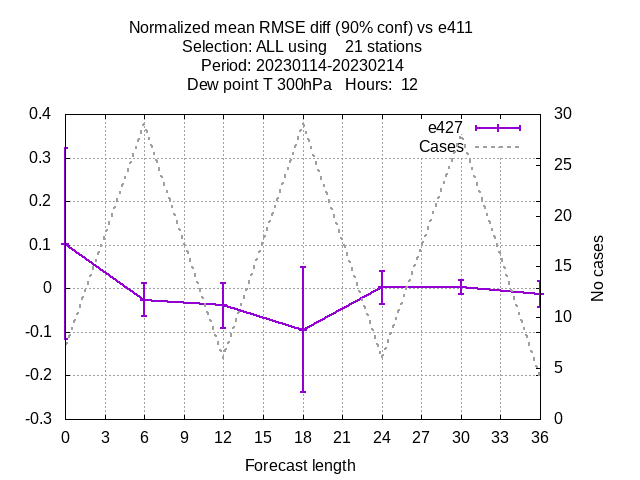 Normalized mean RMSE diff (90% conf) vs e411
Selection: ALL using    21 stations
Period: 20230114-20230214
Dew point T 300hPa   Hours:  12
0.4
0.3
0.2
0.1
0
-0.1
-0.2
-0.3
30
25
20
15
10
5
0
e427
Cases
No cases
0 3 6 9 12 15 18 21 24 27 30 33 36
Forecast length